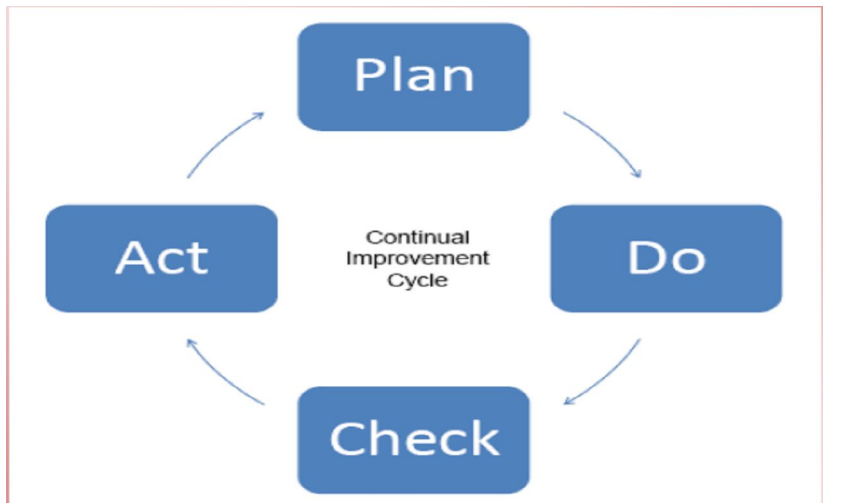 Plan
Act
Continual
Improvement
Cycle
Do
Check